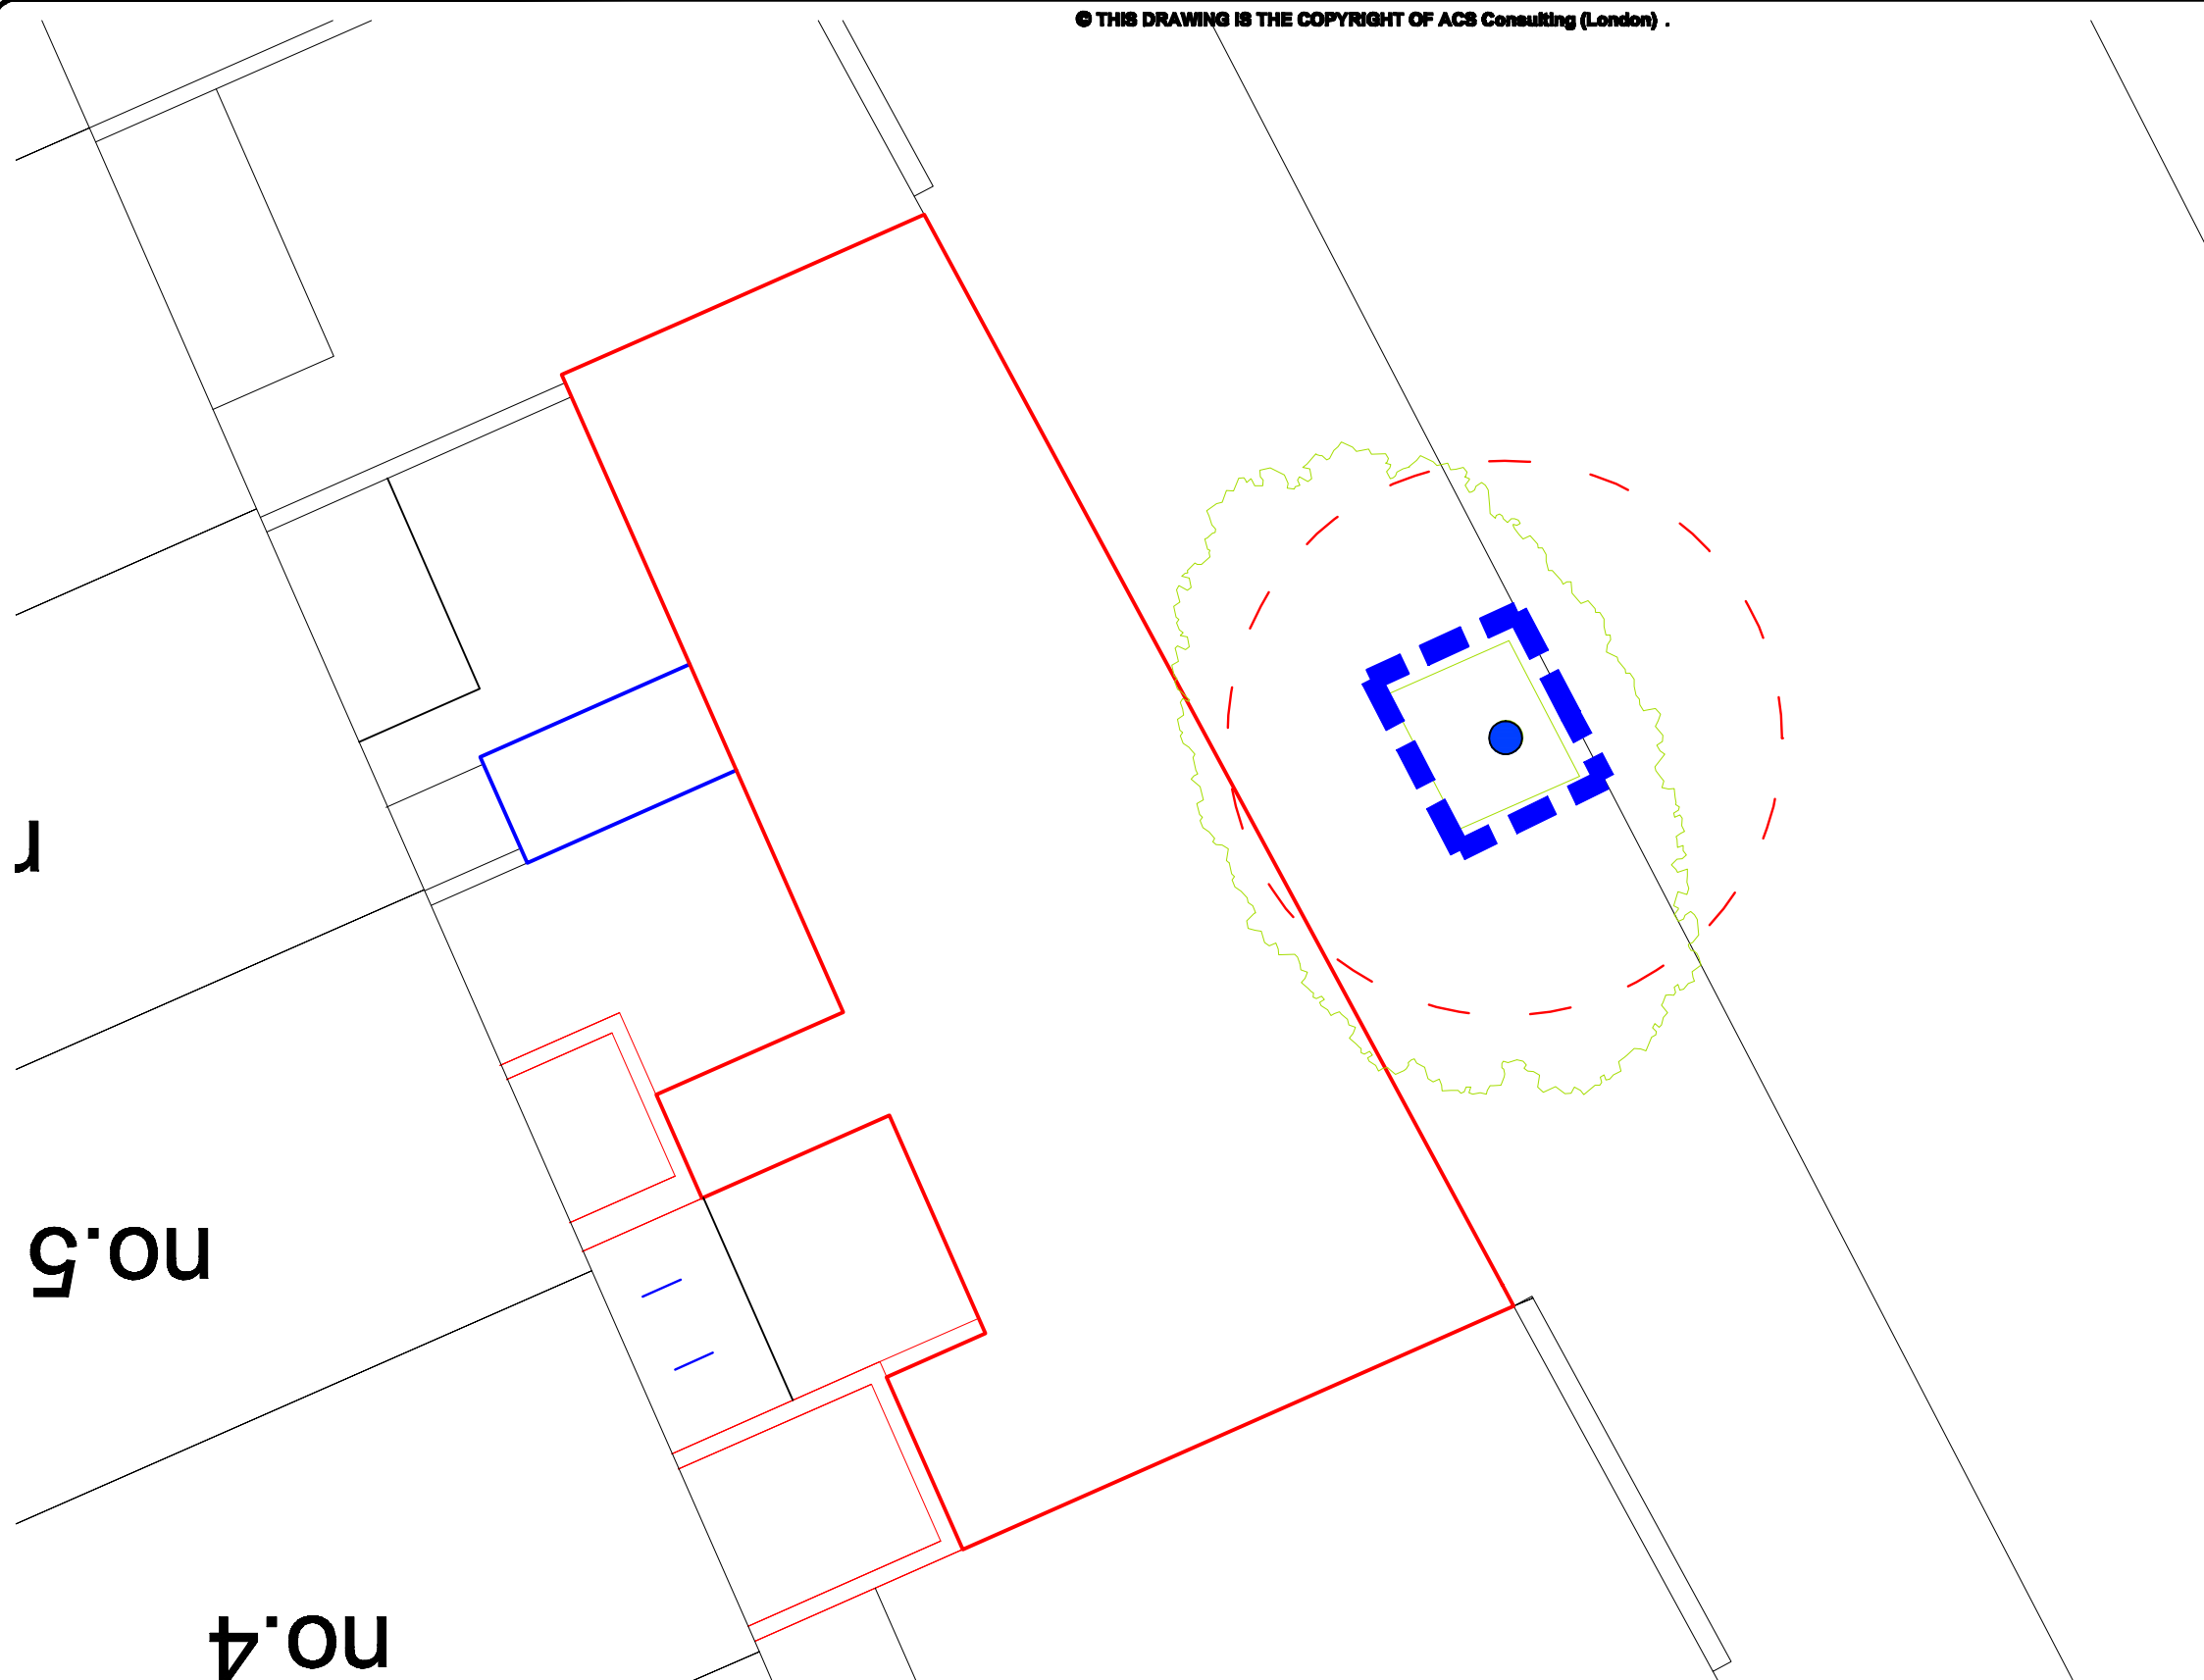 © THIS DRAWING IS THE COPYRIGHT OF ACS Consulting (London) .
r
no.5
no.4